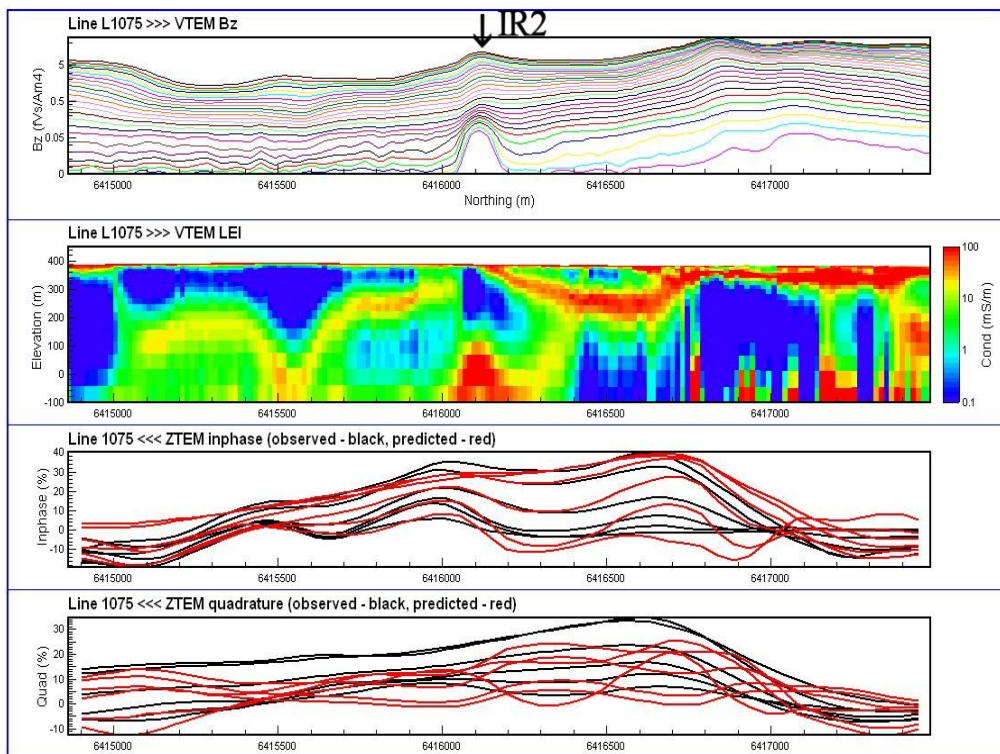 Line L1075 >>> VTEM Bz
IR2
Bz (fVs/Am4)
5
0.5
0.05
0
6415000 6415500 6416000 6416500 6417000
Northing (m)
Line L1075 >>> VTEM LEI
Elevation (m)
400
300
200
100
0
-100
6415000 6415500 6416000 6416500 6417000
100
10
1
0.1
Cond (mS/m)
Line 1075 <<< ZTEM inphase (observed - black, predicted - red)
Inphase (%)
40
30
20
10
0
-10
6415000 6415500 6416000 6416500 6417000
Line 1075 <<< ZTEM quadrature (observed - black, predicted - red)
Quad (%)
30
20
10
0
-10
6415000 6415500 6416000 6416500 6417000